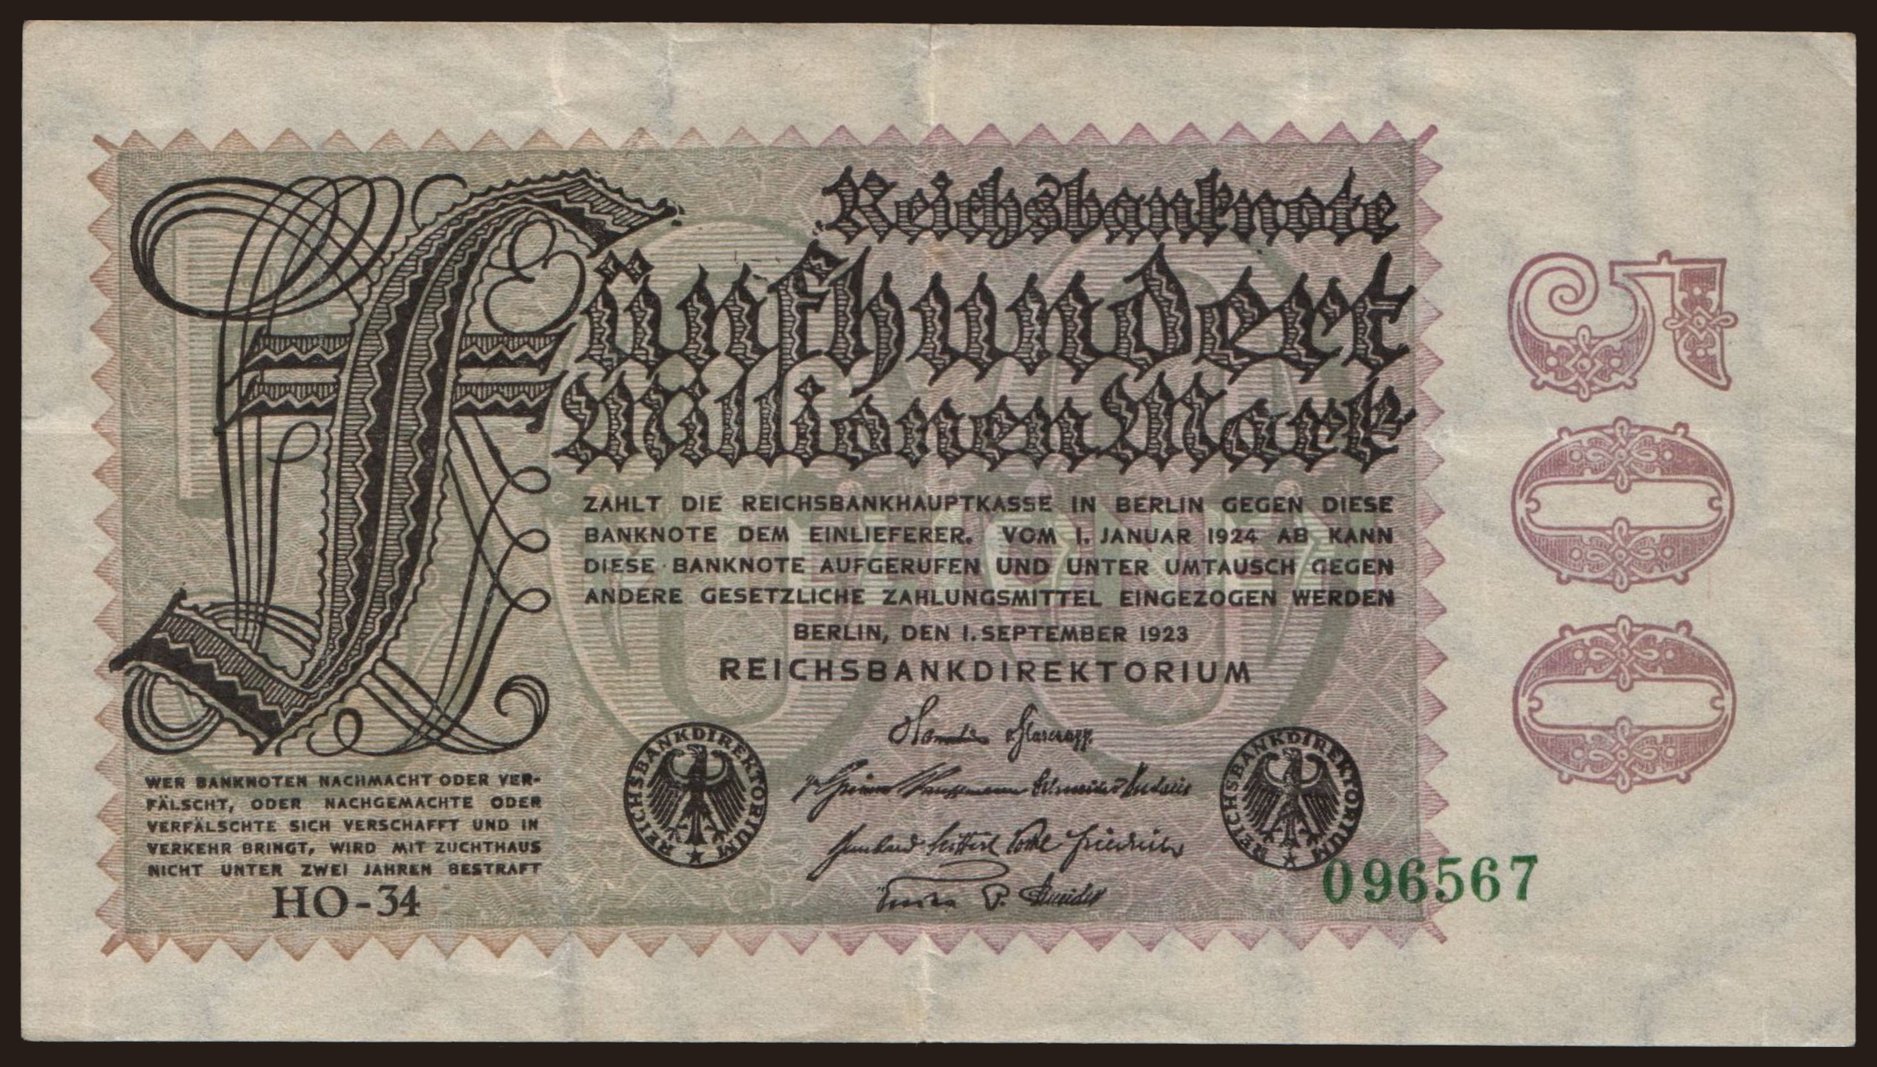 Reichsbanknote
Fünfhundert
Millionen Mark
ZAHLT DIE REICHSBANKHAUPTKASSE IN BERLIN GEGEN DIESE
BANKNOTE DEM EINLIEFERER. VOM 1. JANUAR 1924 AB KANN
DIESE BANKNOTE AUFGERUFEN UND UNTER UMTAUSCH GEGEN
ANDERE GESETZLICHE ZAHLUNGSMITTEL EINGEZOGEN WERDEN
BERLIN, DEN 1. SEPTEMBER 1923
REICHSBANKDIREKTORIUM
REICHSBANKDIREKTORIUM
REICHSBANKDIREKTORIUM
WER BANKNOTEN NACHMACHT ODER VER-
FÄLSCHT, ODER NACHGEMACHTE ODER
VERFÄLSCHTE SICH VERSCHAFFT UND IN
VERKEHR BRINGT, WIRD MIT ZUCHTHAUS
NICHT UNTER ZWEI JAHREN BESTRAFT
HO-34
096567
500